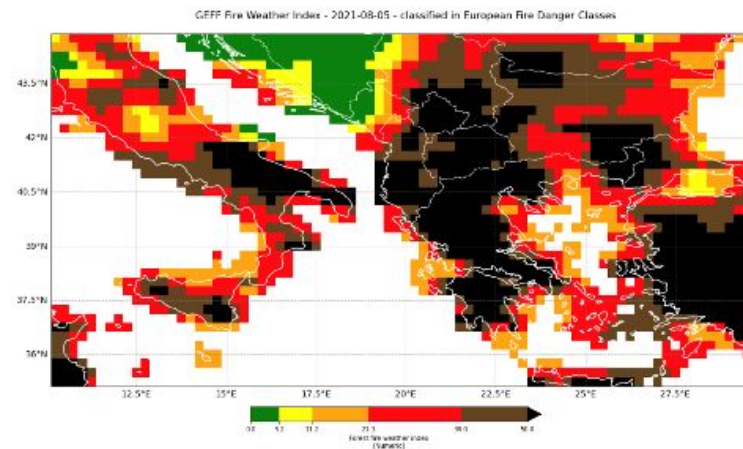 GEFF Fire Weather Index - 2021-08-05 - classified in European Fire Danger Classes
43.5°N
42°N
40.5°N
39°N
37.5°N
36°N
12.5°E 15°E 17.5°E 20°E 22.5°E 25°E 27.5°E
0.0 5.2 11.2 21.3 38.0 50.0
Forest fire weather index
(Numeric)